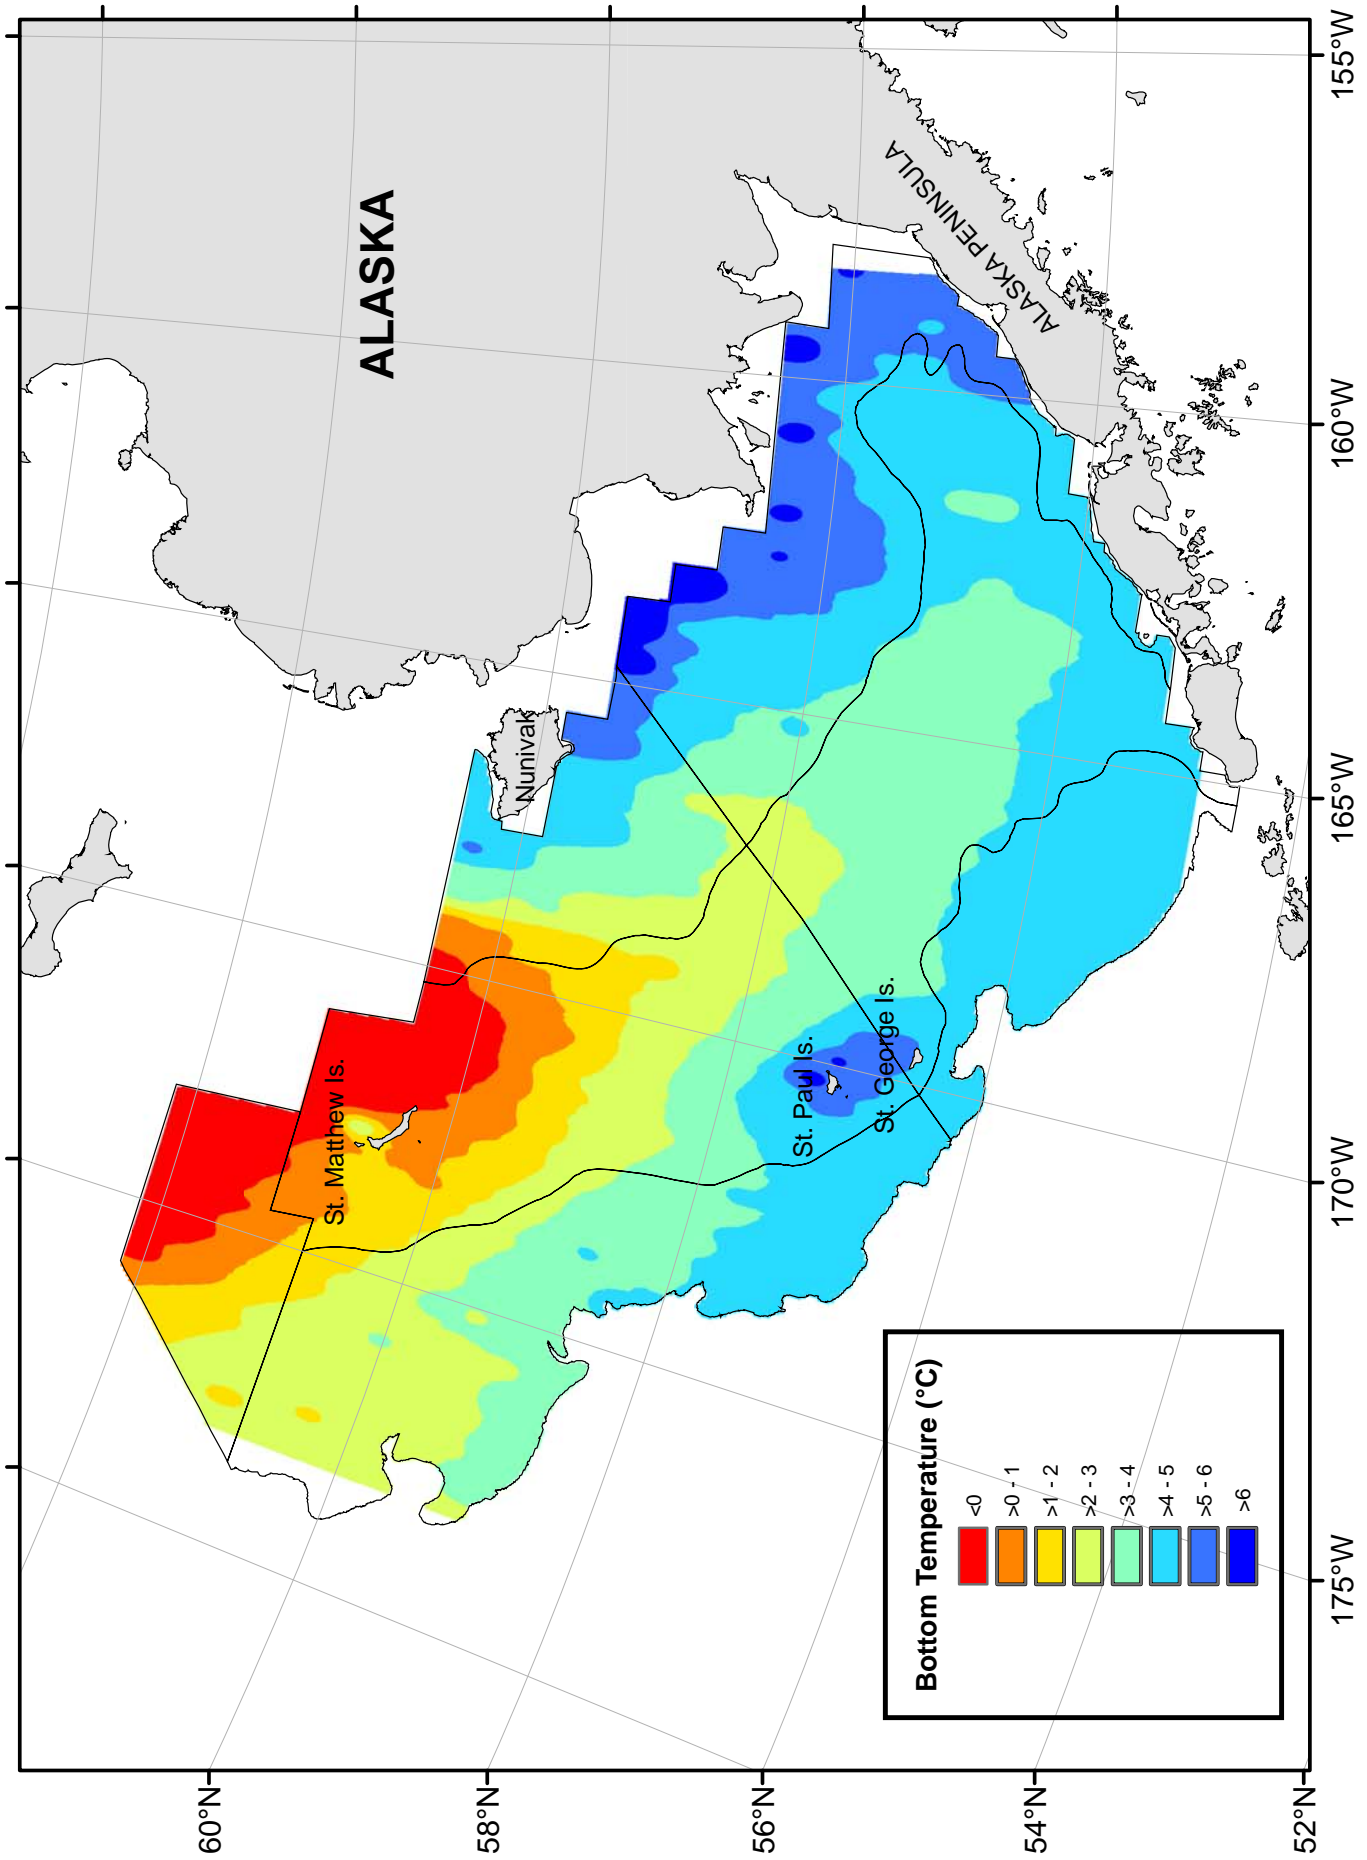 ALASKA
ALASKA PENINSULA
Nunivak
St. Matthew Is.
St. Paul Is.
St. George Is.
Bottom Temperature (°C)
<0
>0 - 1
>1 - 2
>2 - 3
>3 - 4
>4 - 5
>5 - 6
>6
60°N
58°N
56°N
54°N
52°N
175°W
170°W
165°W
160°W
155°W